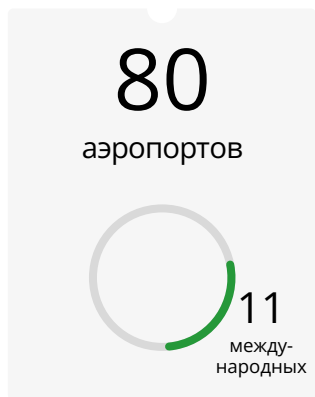 80
аэропортов
11
между-
народных